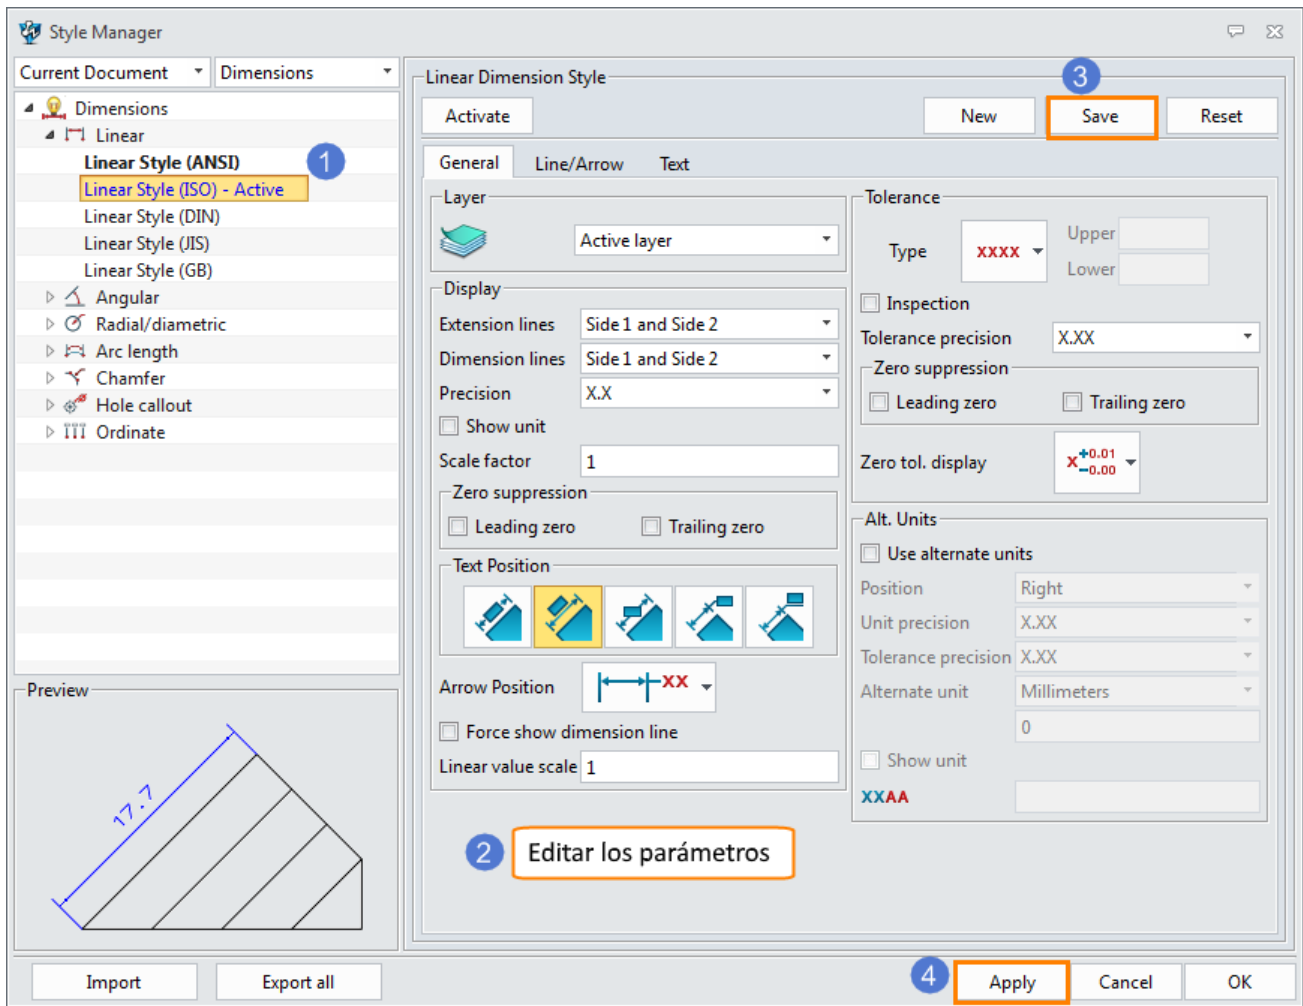 Style Manager
Current Document Dimensions
Dimensions
Linear
Linear Style (ANSI)
1
Linear Style (ISO) - Active
Linear Style (DIN)
Linear Style (JIS)
Linear Style (GB)
Angular
Radial/diametric
Arc length
Chamfer
Hole callout
Ordinate
Preview
17.7
Import Export all
Linear Dimension Style
3
Activate New Save Reset
General Line/Arrow Text
Layer
Active layer
Display
Extension lines Side 1 and Side 2
Dimension lines Side 1 and Side 2
Precision X.X
Show unit
Scale factor 1
Zero suppression
Leading zero Trailing zero
Text Position
Arrow Position XX
Force show dimension line
Linear value scale 1
Tolerance
Type XXXX Upper
Lower
Inspection
Tolerance precision X.XX
Zero suppression
Leading zero Trailing zero
Zero tol. display X +0.01 -0.00
Alt. Units
Use alternate units
Position Right
Unit precision X.XX
Tolerance precision X.XX
Alternate unit Millimeters
0
Show unit
XXAA
2 Editar los parámetros
4 Apply Cancel OK